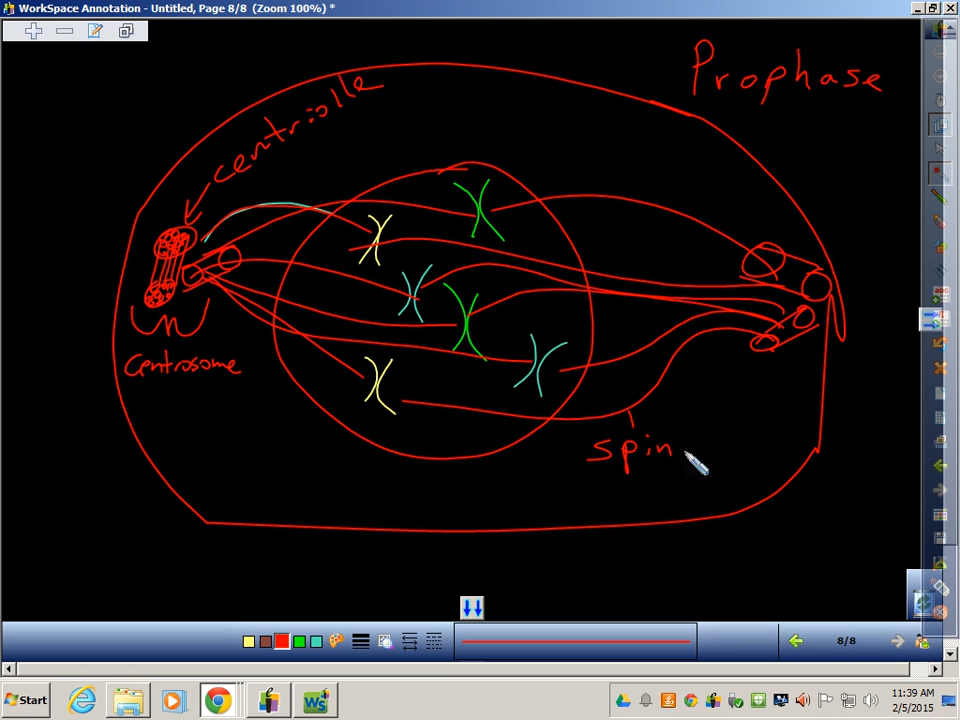 WorkSpace Annotation - Untitled, Page 8/8 (Zoom 100%) *
Prophase
centriolle
centrosome
spin
8/8
Start
11:39 AM
2/5/2015